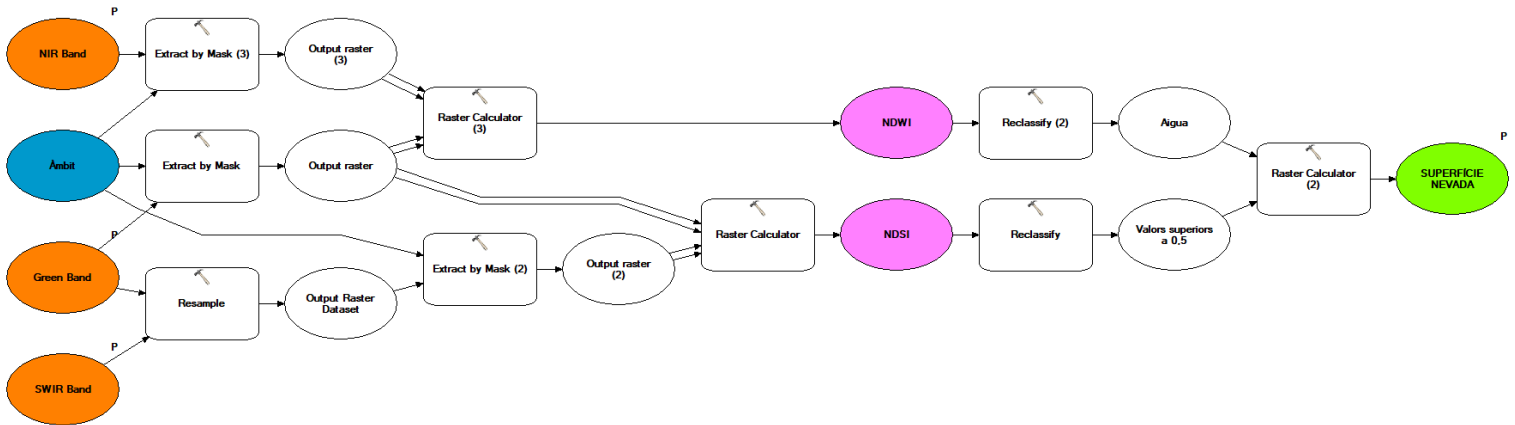 P
NIR Band
Extract by Mask (3)
Output raster
(3)
Raster Calculator
(3)
NDWI
Reclassify (2)
Aigua
P
Raster Calculator
(2)
SUPERFÍCIE
NEVADA
Àmbit
Extract by Mask
Output raster
Raster Calculator
NDSI
Reclassify
Valors superiors
a 0,5
P
Green Band
Extract by Mask (2)
Output raster
(2)
Resample
Output Raster
Dataset
P
SWIR Band